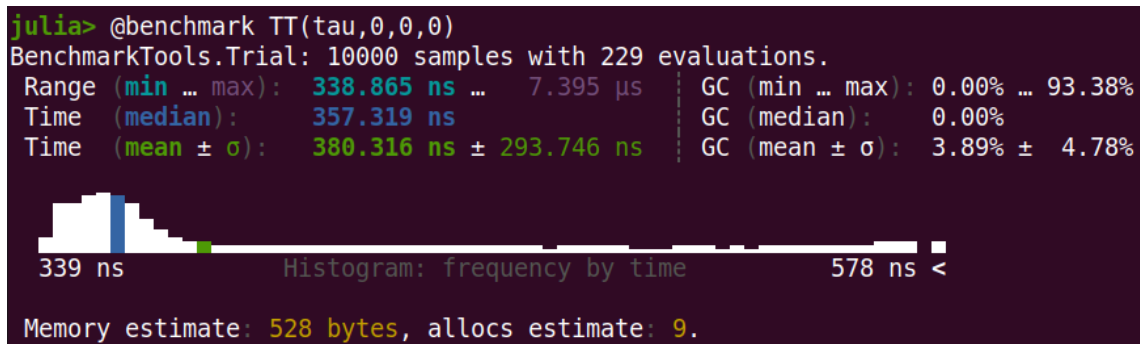 julia> @benchmark TT(tau,0,0,0)
BenchmarkTools.Trial: 10000 samples with 229 evaluations.
Range (min … max): 338.865 ns … 7.395 μs ┊ GC (min … max): 0.00% … 93.38%
Time (median): 357.319 ns ┊ GC (median): 0.00%
Time (mean ± σ): 380.316 ns ± 293.746 ns ┊ GC (mean ± σ): 3.89% ± 4.78%
339 ns Histogram: frequency by time 578 ns <
Memory estimate: 528 bytes, allocs estimate: 9.